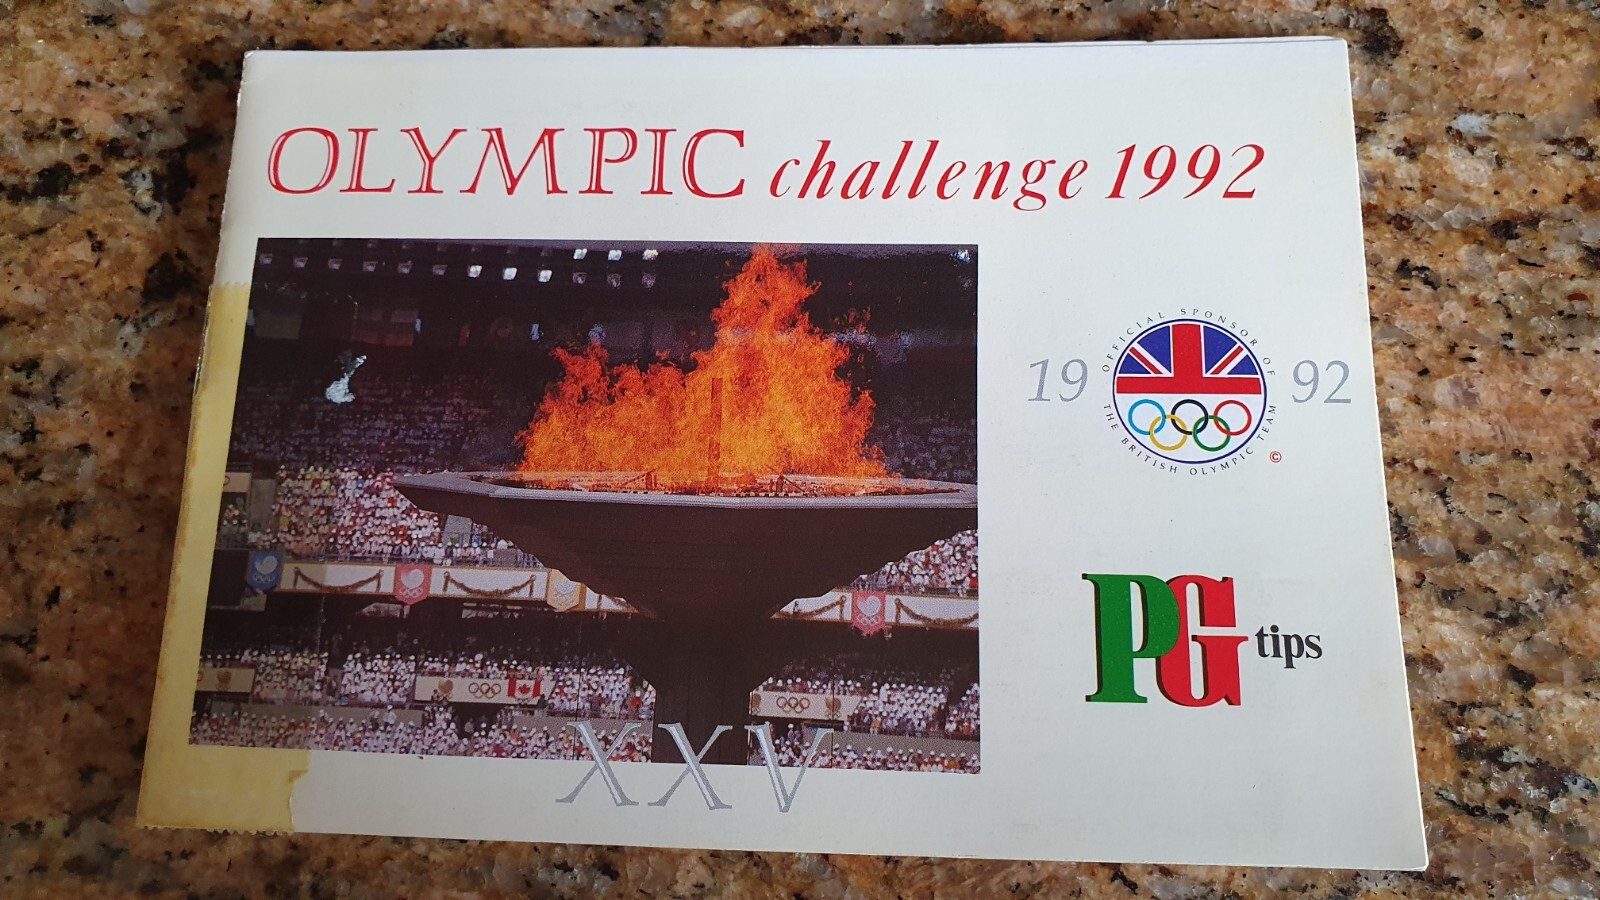 OLYMPIC challenge 1992
19 92
OFFICIAL SPONSOR OF
THE BRITISH OLYMPIC TEAM
©
PG tips
XXV